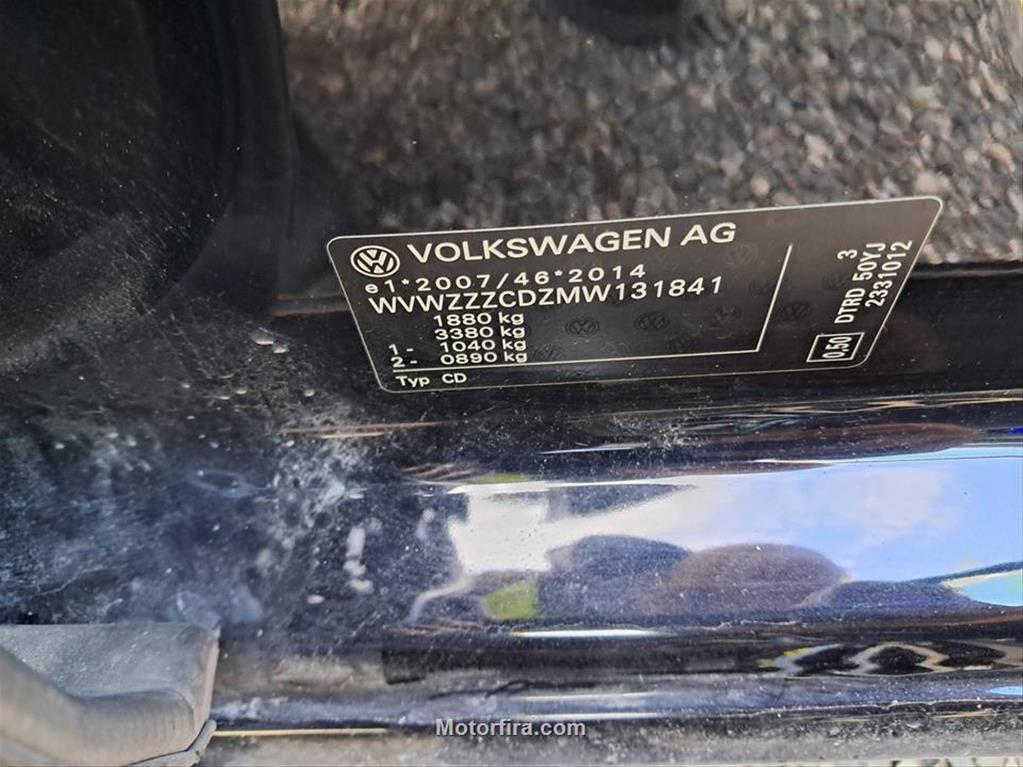 VOLKSWAGEN AG
e1*2007/46*2014
WVWZZZCDZMW131841
1880 kg
3380 kg
1- 1040 kg
2- 0890 kg
Typ CD
3
DTRD 50YJ
2331012
0.50
Motorfira.com